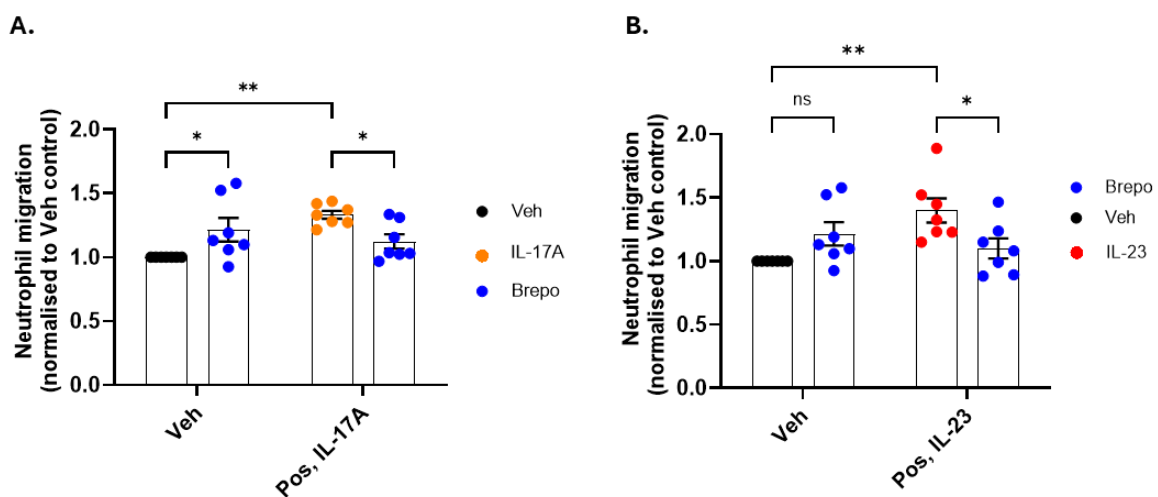 A.
**
*
*
2.0
1.5
1.0
0.5
0.0
Neutrophil migration
(normalised to Veh control)
Veh
Pos, IL-17A
Veh
IL-17A
Brepo
B.
**
ns
*
2.0
1.5
1.0
0.5
0.0
Neutrophil migration
(normalised to Veh control)
Veh
Pos, IL-23
Brepo
Veh
IL-23